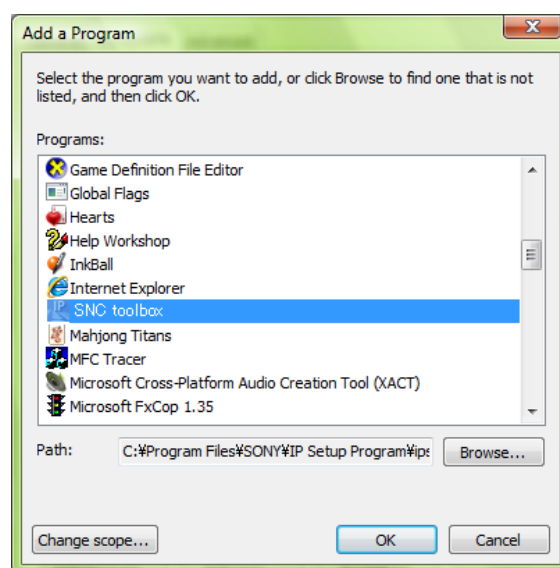 Add a Program
Select the program you want to add, or click Browse to find one that is not
listed, and then click OK.
Programs:
Game Definition File Editor
Global Flags
Hearts
Help Workshop
InkBall
Internet Explorer
SNC toolbox
Mahjong Titans
MFC Tracer
Microsoft Cross-Platform Audio Creation Tool (XACT)
Microsoft FxCop 1.35
Path: C:¥Program Files¥SONY¥IP Setup Program¥ips Browse...
Change scope... OK Cancel